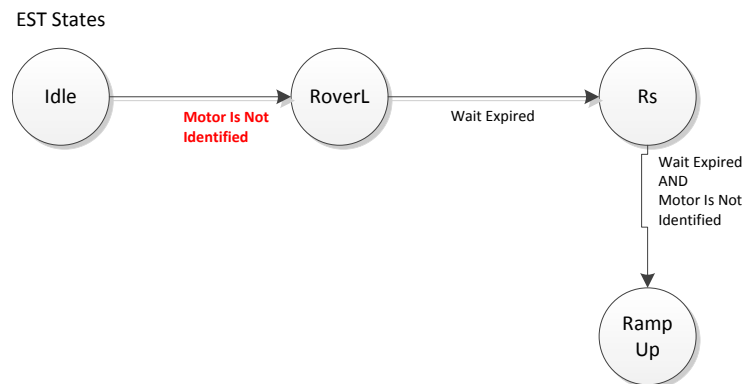 EST States
Idle
RoverL
Rs
Motor Is Not
Identified
Wait Expired
Wait Expired
AND
Motor Is Not
Identified
Ramp
Up